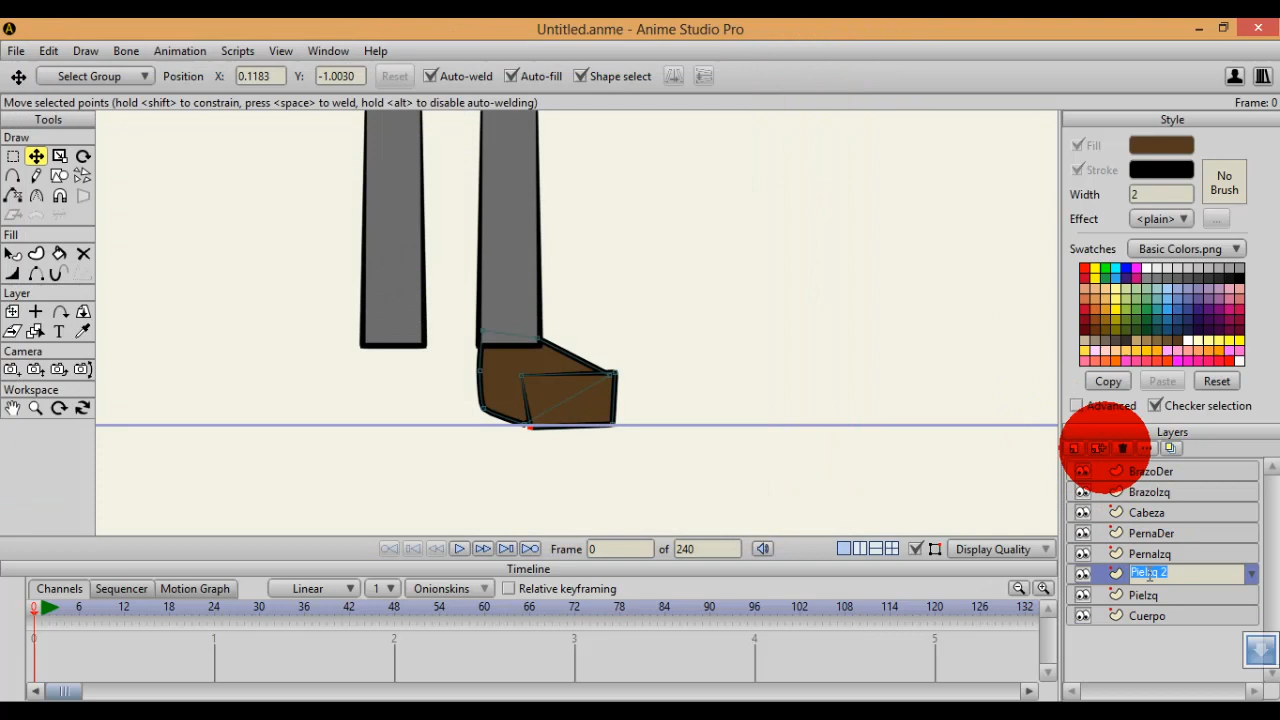 Untitled.anme - Anime Studio Pro
File Edit Draw Bone Animation Scripts View Window Help
Select Group Position X: 0.1183 Y: -1.0030 Reset Auto-weld Auto-fill Shape select
Move selected points (hold <shift> to constrain, press <space> to weld, hold <alt> to disable auto-welding) Frame: 0
Tools
Draw
Fill
Layer
Camera
Workspace
Style
Fill
Stroke
No Brush
Width 2
Effect <plain> ...
Swatches Basic Colors.png
Copy Paste Reset
Advanced Checker selection
Layers
BrazoDer
BrazoIzq
Cabeza
PernaDer
PernaIzq
PieIzq 2
PieIzq
Cuerpo
Frame 0 of 240 Display Quality
Timeline
Channels Sequencer Motion Graph Linear 1 Onionskins Relative keyframing
0 6 12 18 24 30 36 42 48 54 60 66 72 78 84 90 96 102 108 114 120 126 132
0 1 2 3 4 5